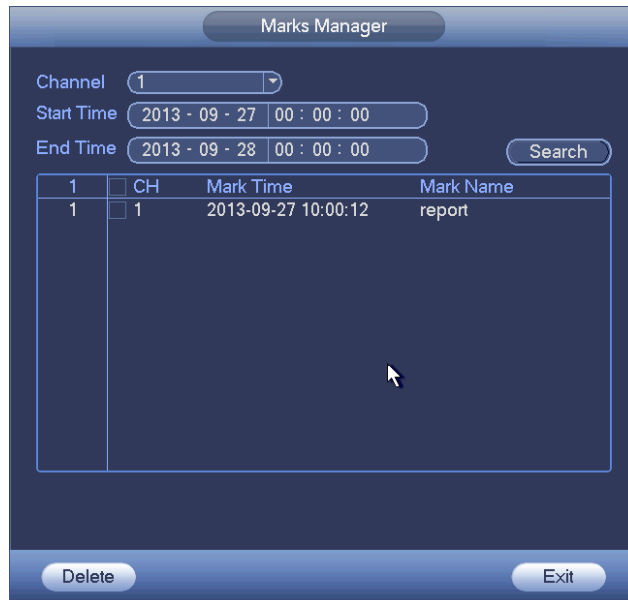 Marks Manager
Channel 1
Start Time 2013 - 09 - 27 00 : 00 : 00
End Time 2013 - 09 - 28 00 : 00 : 00 Search
1 CH Mark Time Mark Name
1 1 2013-09-27 10:00:12 report
Delete Exit